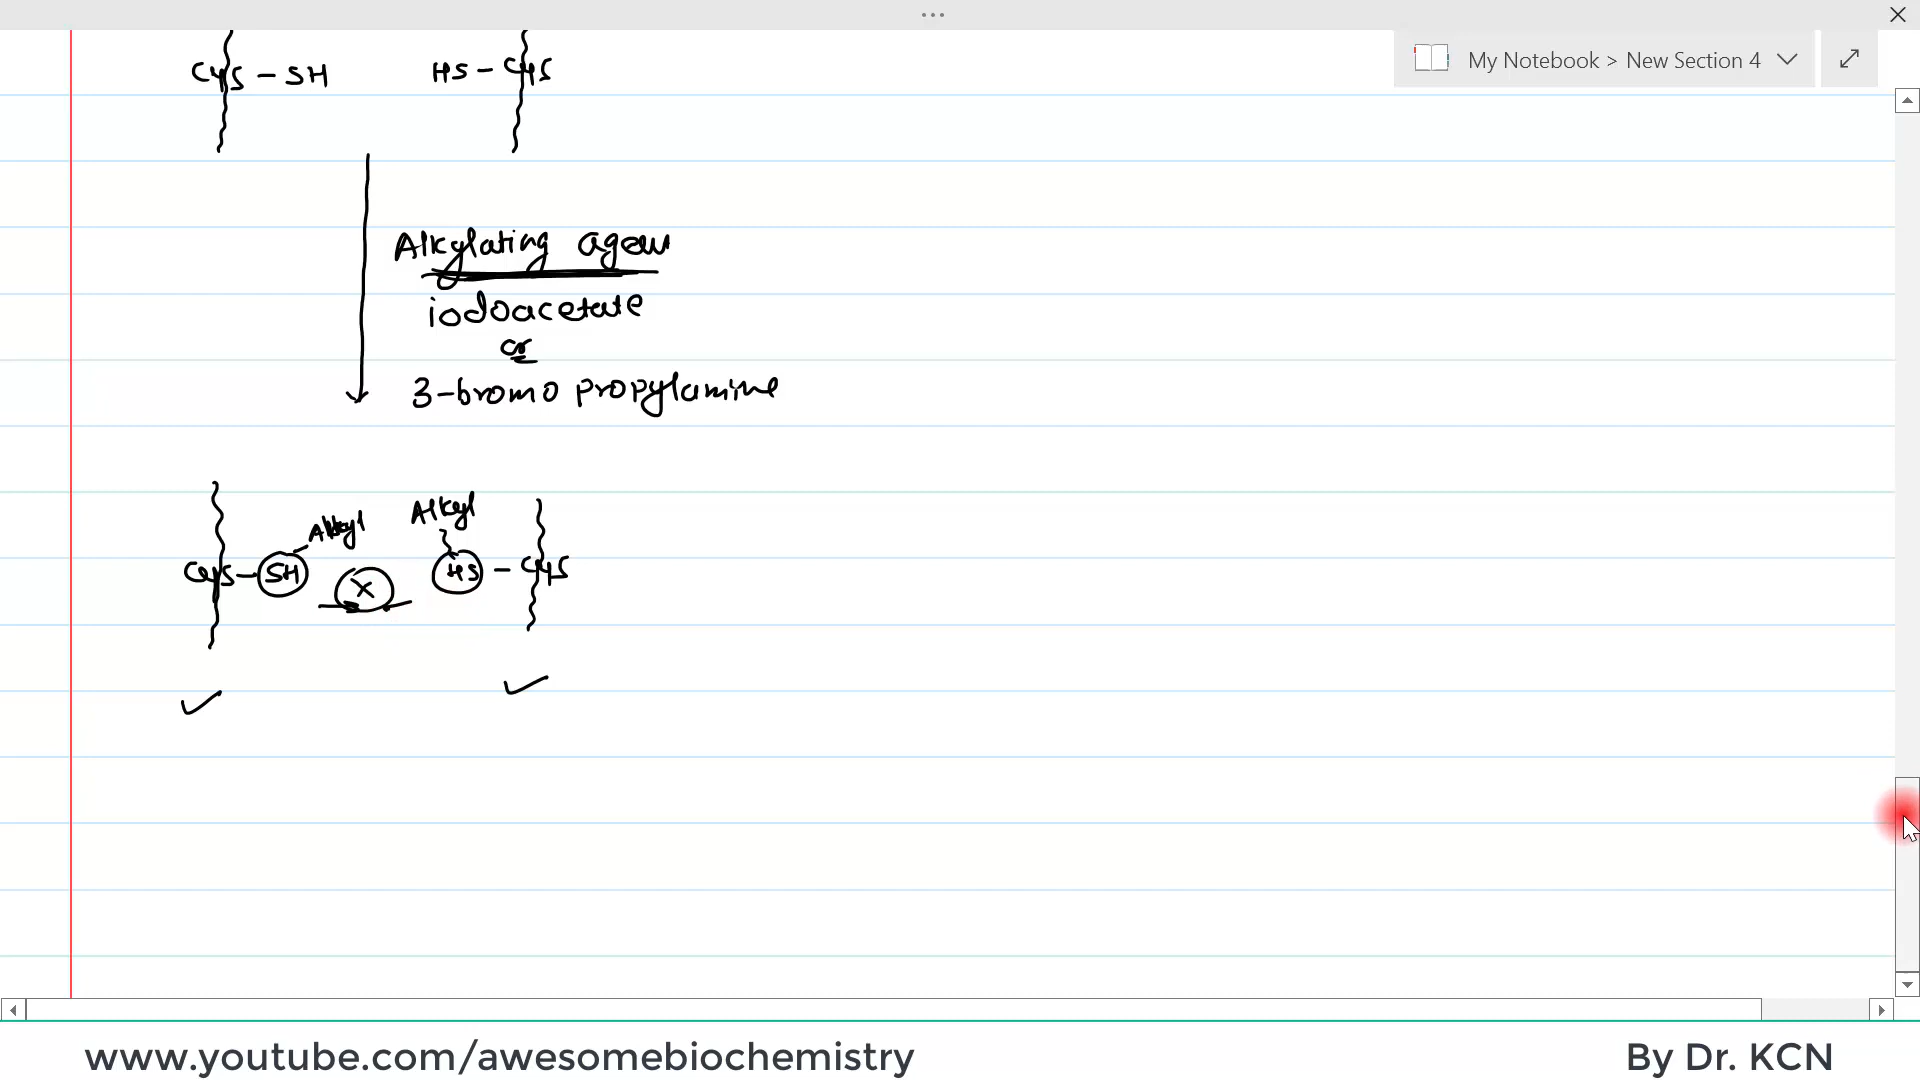 My Notebook > New Section 4
Cys - SH HS - Cys
Alkylating agent
iodoacetate
or
3-bromo propylamine
Alkyl Alkyl
Cys - SH X HS - Cys
www.youtube.com/awesomebiochemistry By Dr. KCN